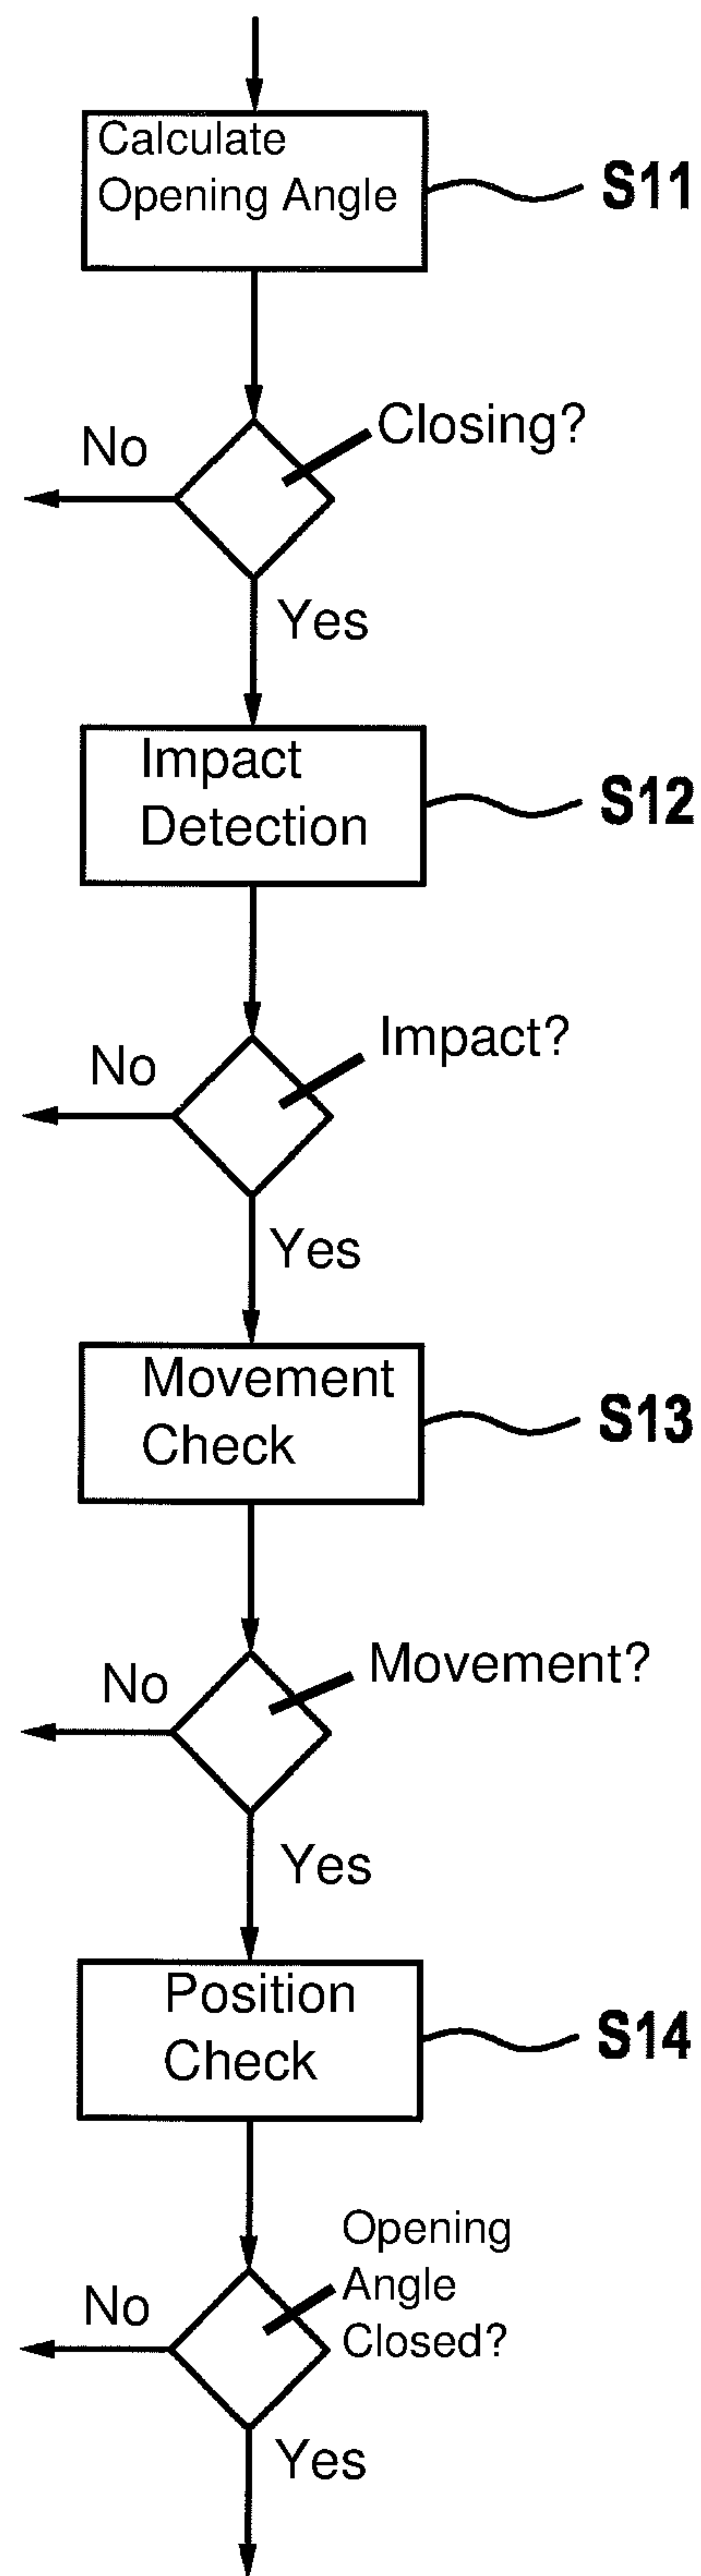 Calculate
Opening Angle
S11
Closing?
No
Yes
Impact
Detection
S12
Impact?
No
Yes
Movement
Check
S13
Movement?
No
Yes
Position
Check
S14
Opening
Angle
Closed?
No
Yes